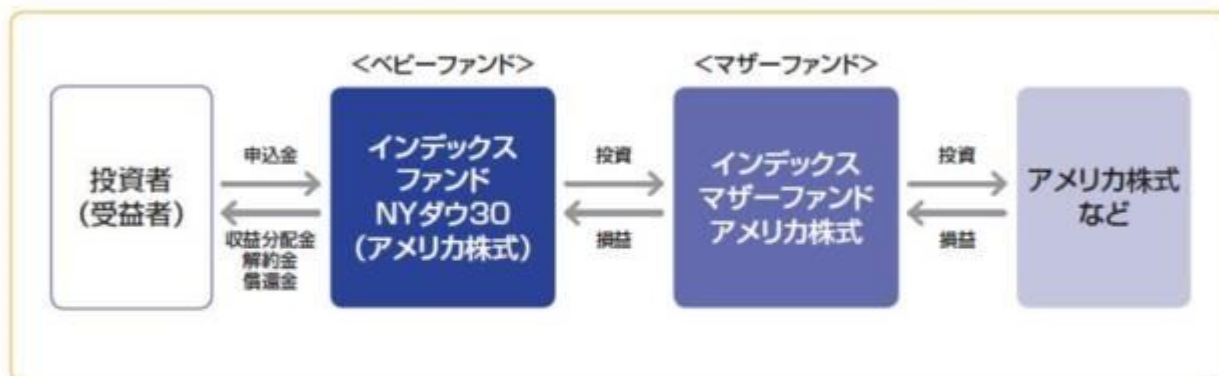 <ベビーファンド>
<マザーファンド>
投資者
(受益者)
申込金
収益分配金
解約金
償還金
インデックス
ファンド
NYダウ30
(アメリカ株式)
投資
損益
インデックス
マザーファンド
アメリカ株式
投資
損益
アメリカ株式
など